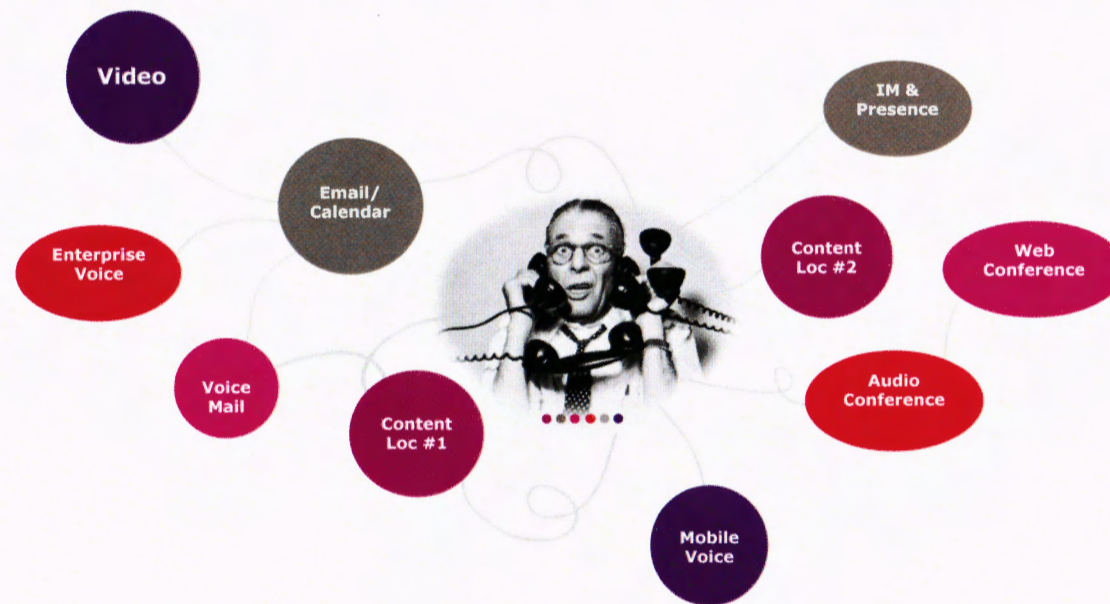 Video
IM &
Presence
Email/
Calendar
Enterprise
Voice
Content
Loc #2
Web
Conference
Voice
Mail
Content
Loc #1
Audio
Conference
Mobile
Voice